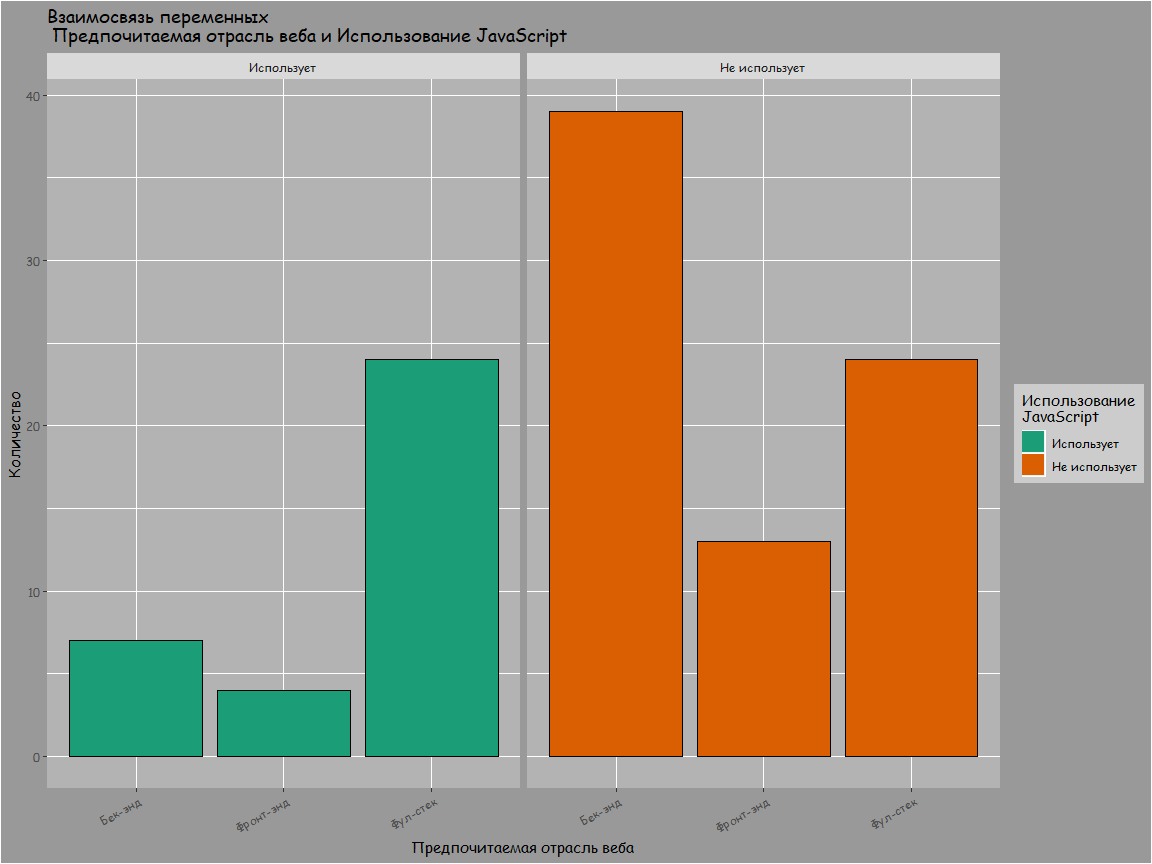 Взаимосвязь переменных
Предпочитаемая отрасль веба и Использование JavaScript
Использует
Не использует
40
30
20
10
0
Количество
Бек-энд
Фронт-энд
Фул-стек
Бек-энд
Фронт-энд
Фул-стек
Предпочитаемая отрасль веба
Использование
JavaScript
Использует
Не использует